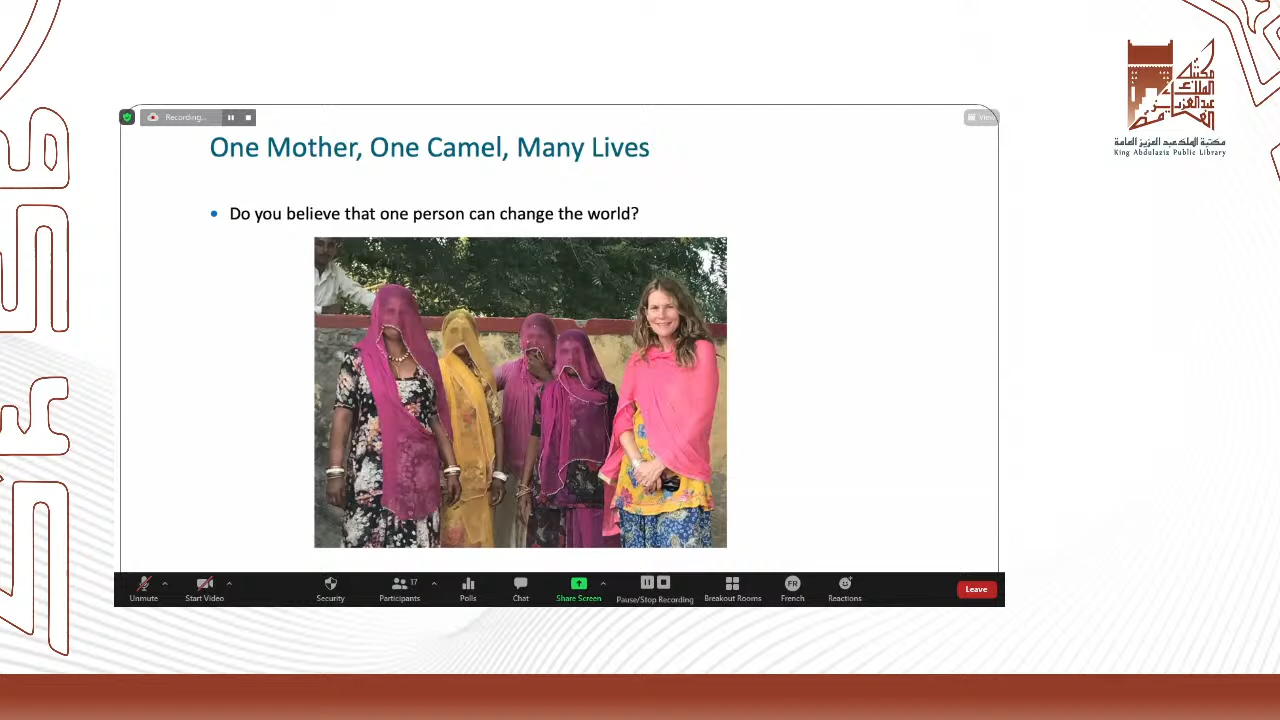 Recording...
View
One Mother, One Camel, Many Lives
• Do you believe that one person can change the world?
مكتبة الملك عبد العزيز العامة
King Abdulaziz Public Library
Unmute
Start Video
Security
Participants
17
Polls
Chat
Share Screen
Pause/Stop Recording
Breakout Rooms
FR
French
Reactions
Leave